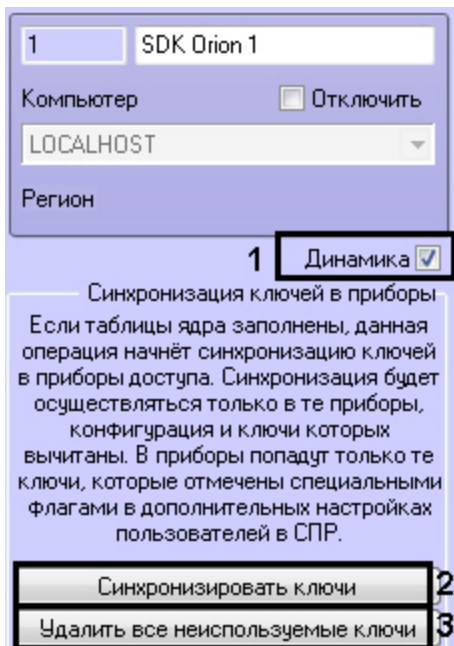 1 SDK Orion 1
Компьютер Отключить
LOCALHOST
Регион
1 Динамика
Синхронизация ключей в приборы
Если таблицы ядра заполнены, данная
операция начнёт синхронизацию ключей
в приборы доступа. Синхронизация будет
осуществляться только в те приборы,
конфигурация и ключи которых
вычитаны. В приборы попадут только те
ключи, которые отмечены специальными
флагами в дополнительных настройках
пользователей в СПР.
Синхронизировать ключи 2
Удалить все неиспользуемые ключи 3